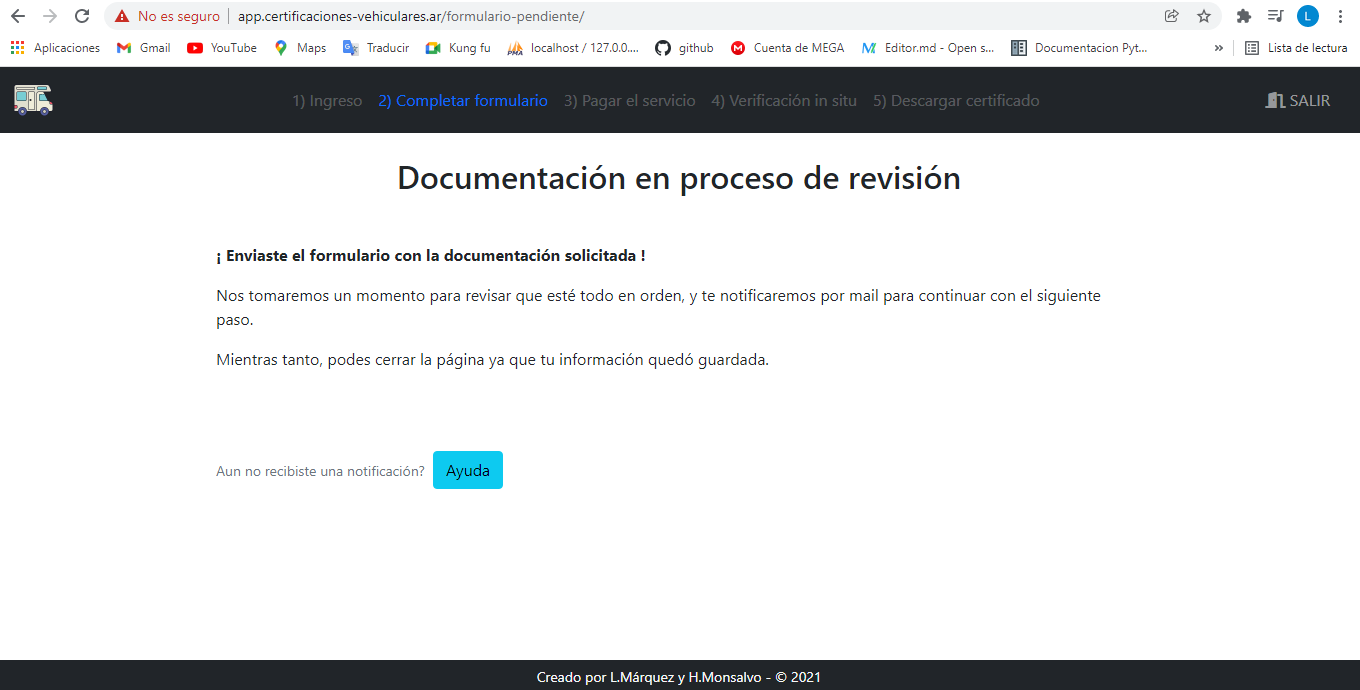 No es seguro | app.certificaciones-vehiculares.ar/formulario-pendiente/
L
Aplicaciones Gmail YouTube Maps Traducir Kung fu localhost / 127.0.0.... github Cuenta de MEGA Editor.md - Open s... Documentacion Pyt... » Lista de lectura
1) Ingreso 2) Completar formulario 3) Pagar el servicio 4) Verificación in situ 5) Descargar certificado SALIR
Documentación en proceso de revisión
¡ Enviaste el formulario con la documentación solicitada !
Nos tomaremos un momento para revisar que esté todo en orden, y te notificaremos por mail para continuar con el siguiente
paso.
Mientras tanto, podes cerrar la página ya que tu información quedó guardada.
Aun no recibiste una notificación? Ayuda
Creado por L.Márquez y H.Monsalvo - © 2021